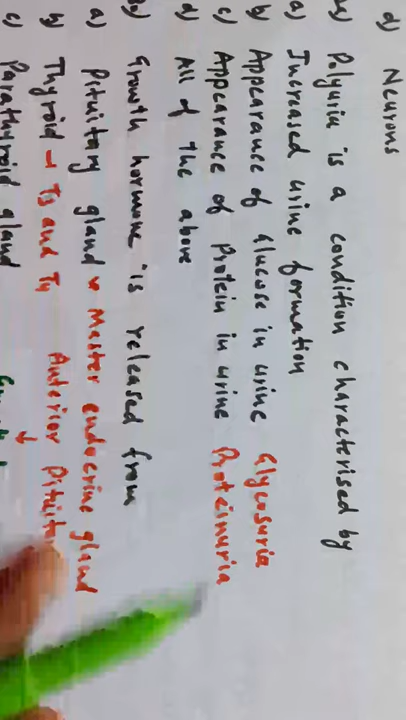 d) Neurons
Polyuria is a condition characterised by
a) Increased urine formation
b) Appearance of Glucose in urine Glycosuria
c) Appearance of Protein in urine Proteinuria
d) All of the above
Growth hormone is released from
a) Pituitary gland Master endocrine gland
b) Thyroid → T3 and T4 Anterior
c) Parathyroid gland